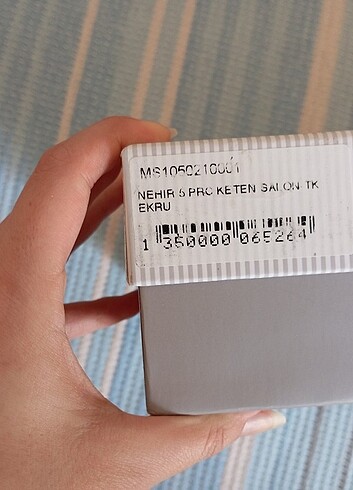 MS1050210001
NEHIR 5 PRC KETEN SALON TK
EKRU
1 350000 065264